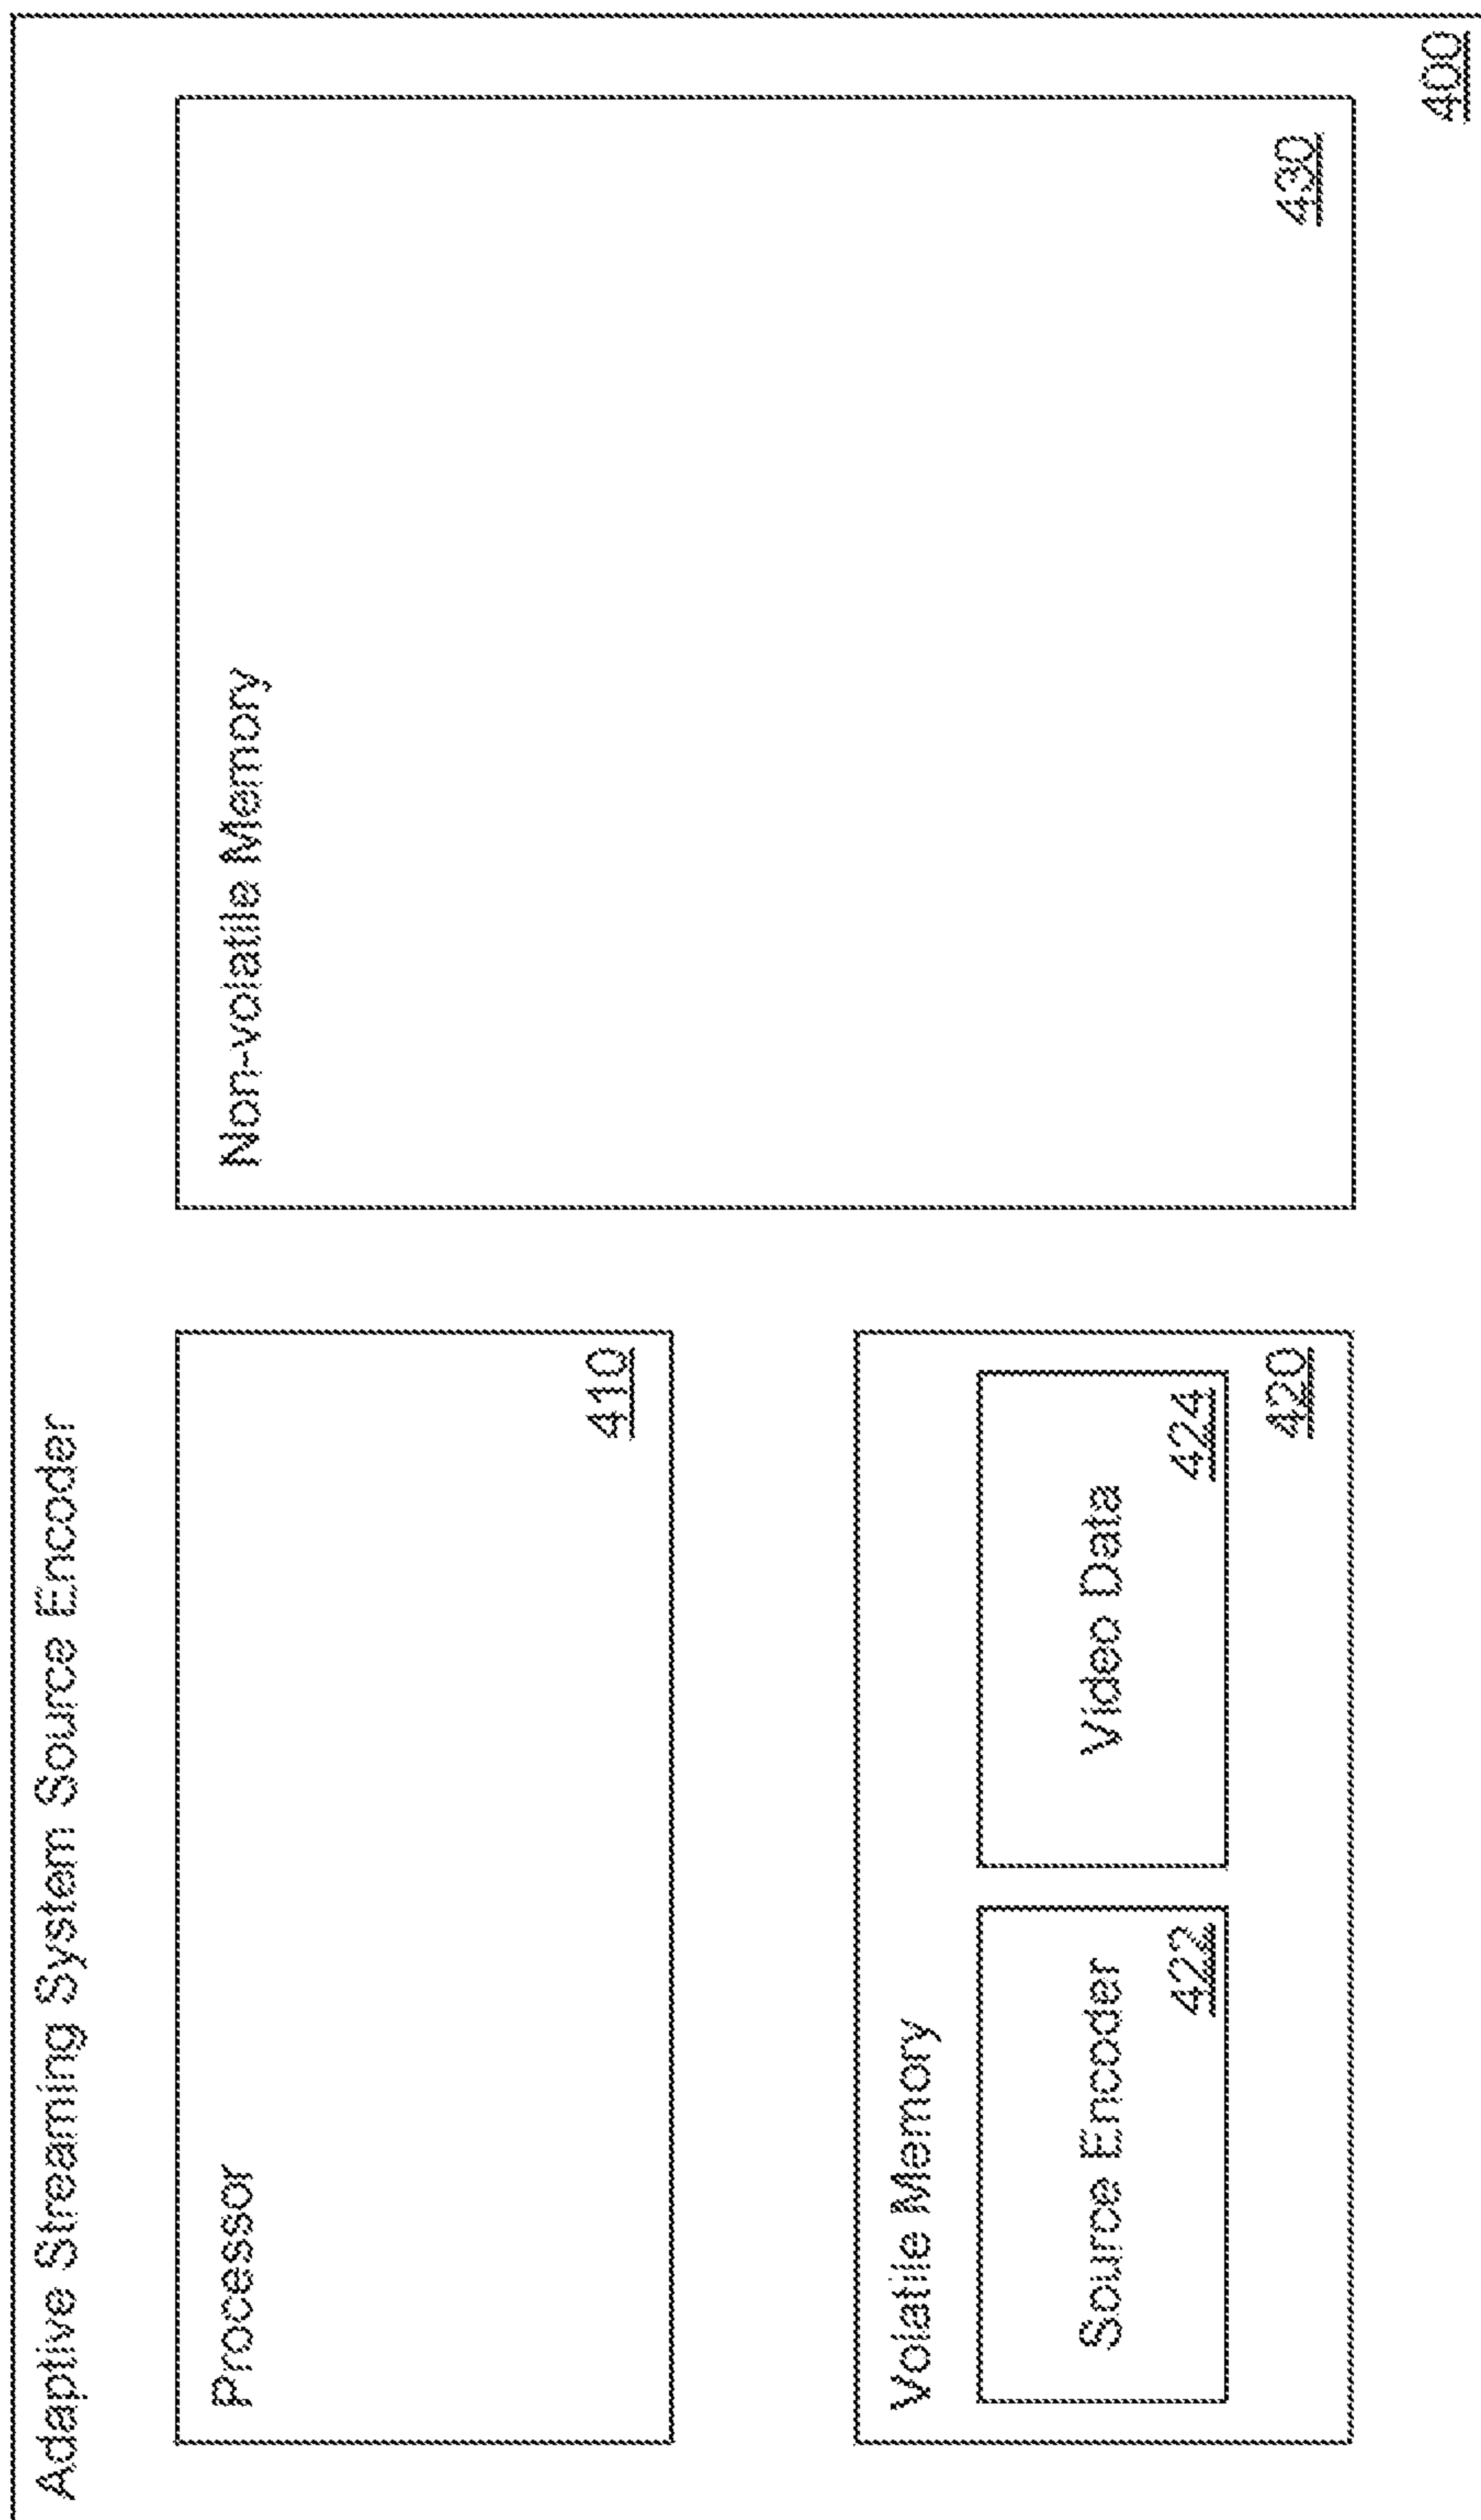 Adaptive Streaming System Source Encoder
Processor
410
Non-volatile Memory
430
Volatile Memory
Source Encoder
422
Video Data
424
420
400